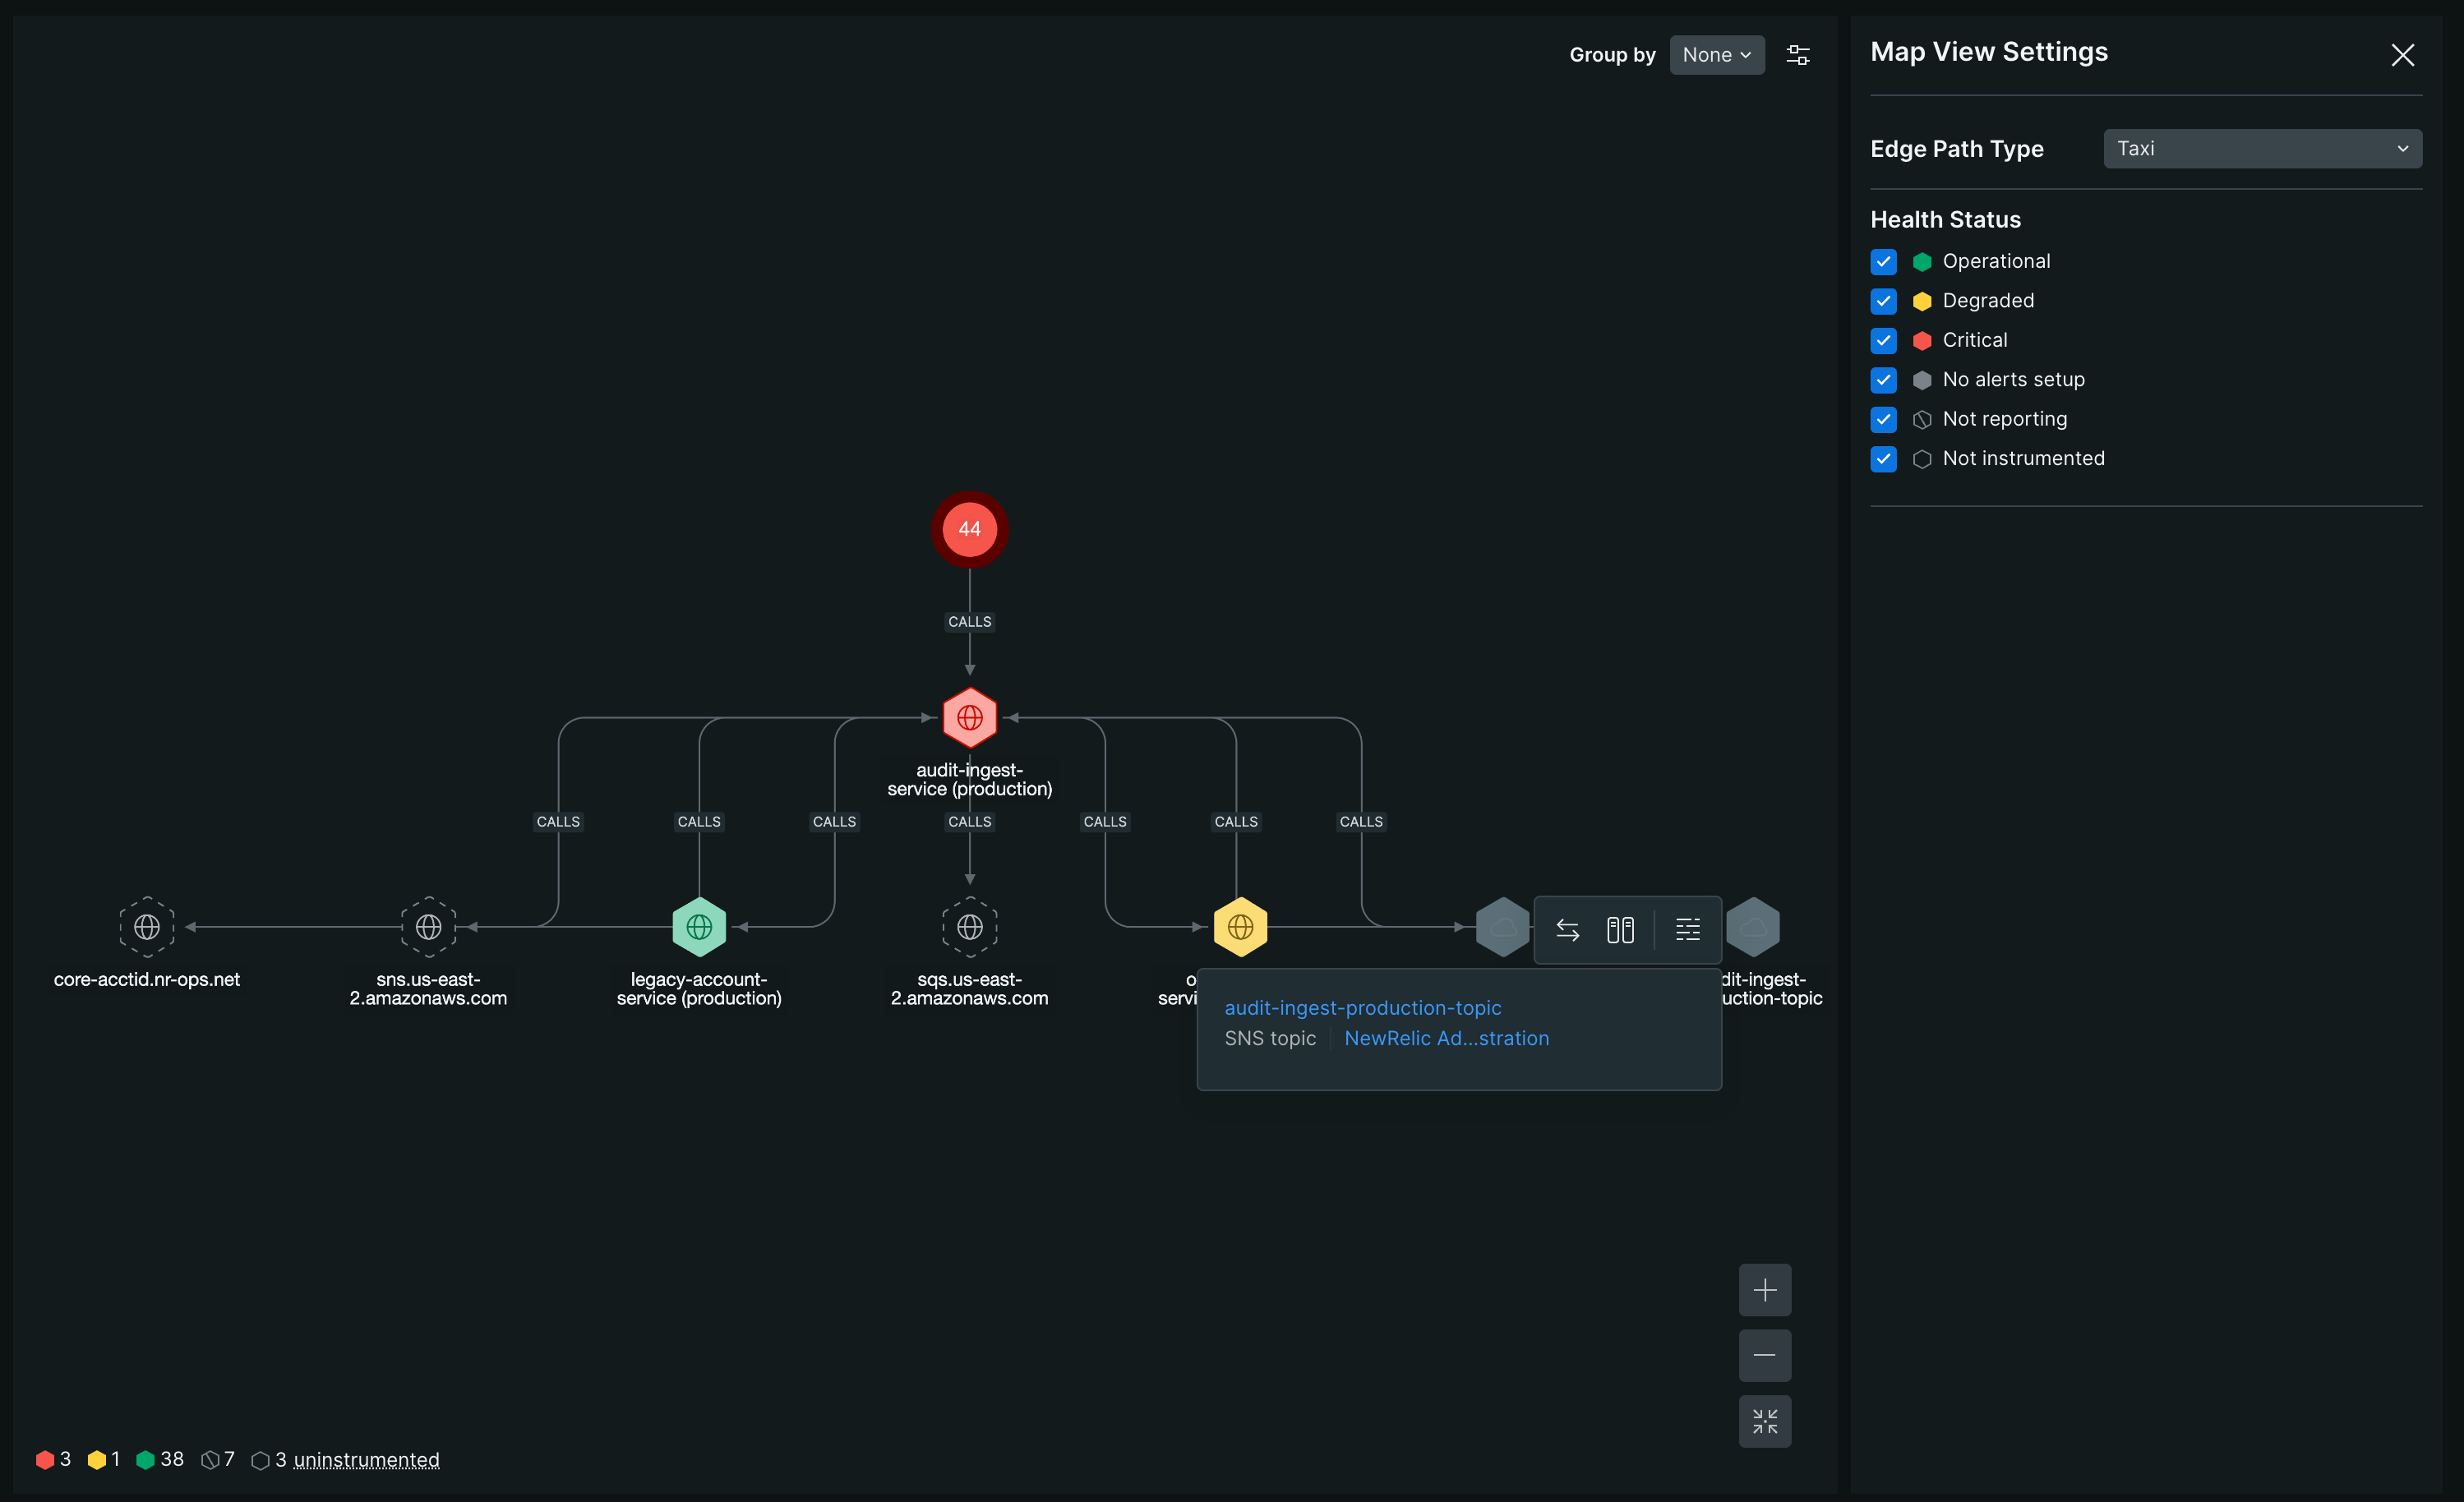 Group by None
Map View Settings
Edge Path Type Taxi
Health Status
Operational
Degraded
Critical
No alerts setup
Not reporting
Not instrumented
44
CALLS
audit-ingest-
service (production)
CALLS CALLS CALLS CALLS CALLS CALLS CALLS
core-acctid.nr-ops.net
sns.us-east-
2.amazonaws.com
legacy-account-
service (production)
sqs.us-east-
2.amazonaws.com
audit-ingest-production-topic
SNS topic NewRelic Ad...stration
dit-ingest-
uction-topic
3 1 38 7 3 uninstrumented